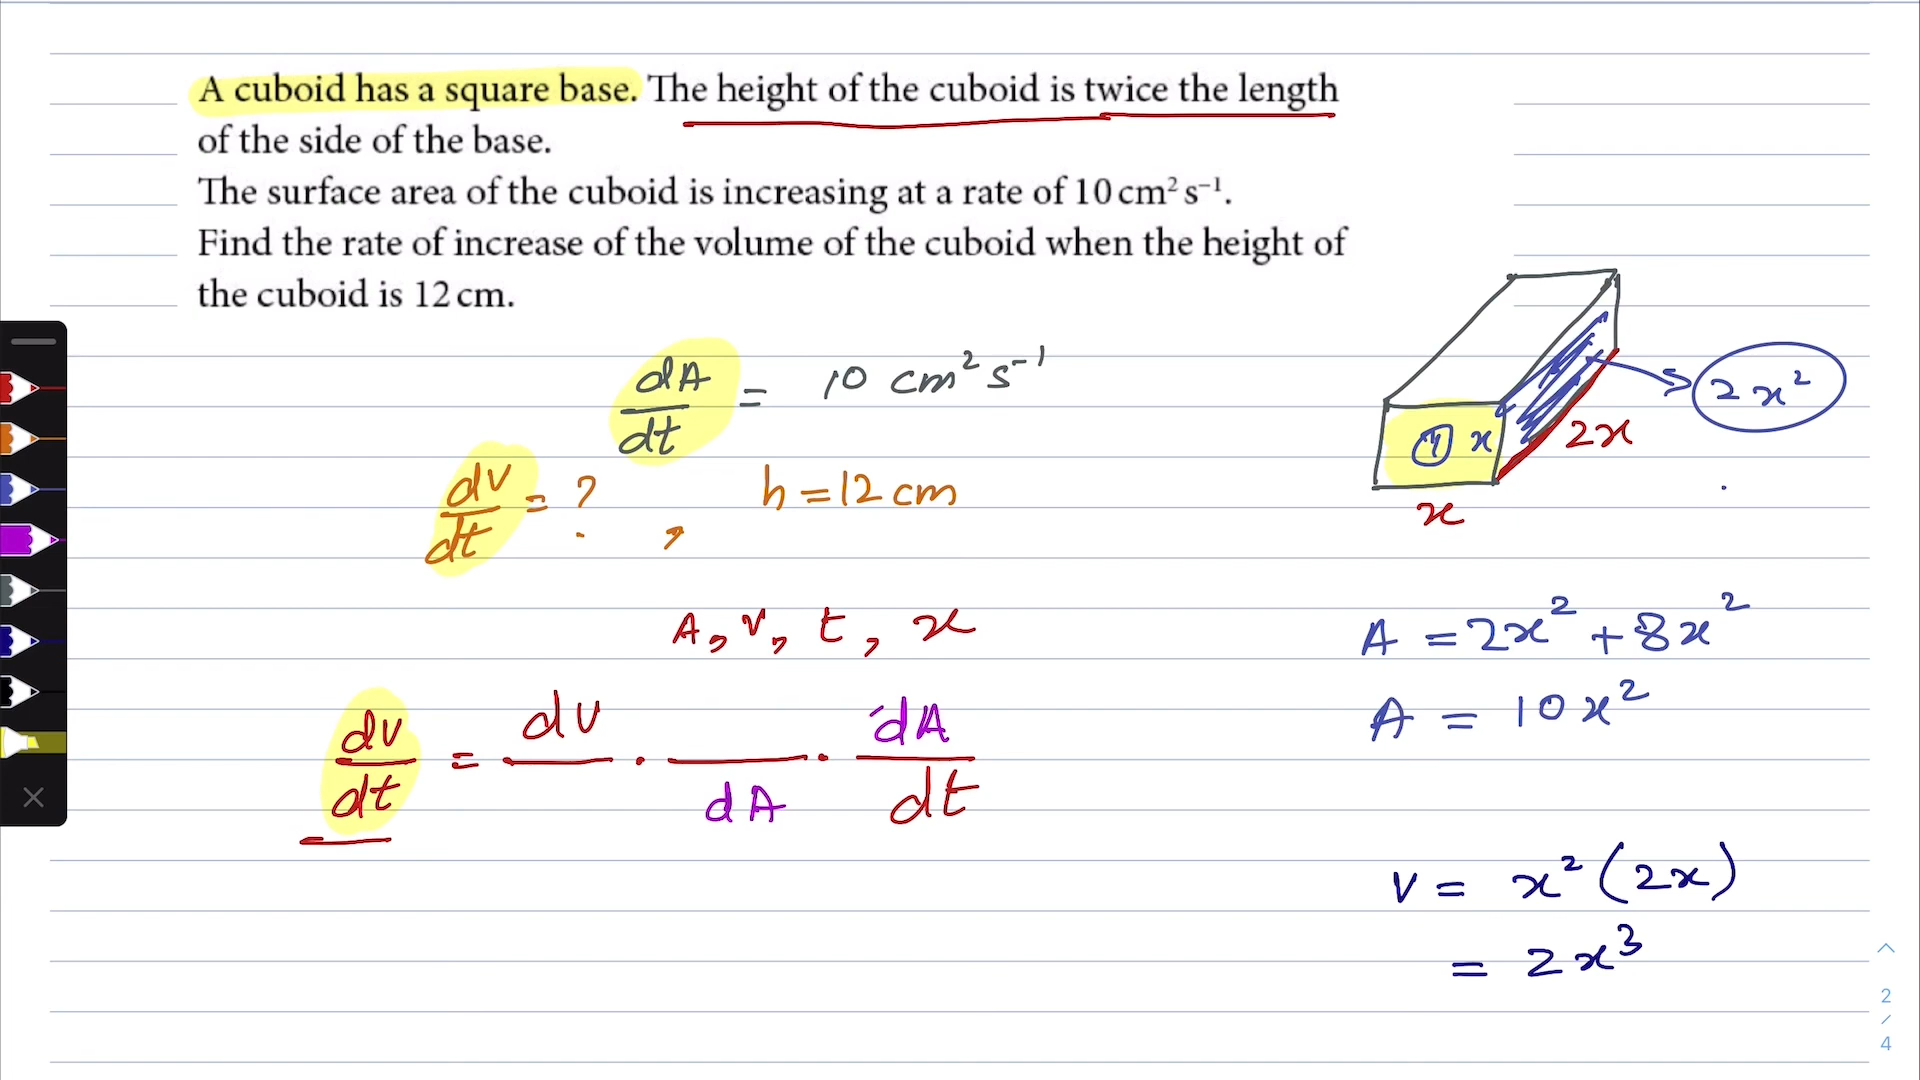 A cuboid has a square base. The height of the cuboid is twice the length
of the side of the base.
The surface area of the cuboid is increasing at a rate of 10 cm² s⁻¹.
Find the rate of increase of the volume of the cuboid when the height of
the cuboid is 12 cm.
dA/dt = 10 cm² s⁻¹
2x²
x
2x
x
dv/dt = ? , h = 12 cm
A, v, t, x
A = 2x² + 8x²
A = 10x²
dv/dt = dv/ · /dA · dA/dt
v = x² (2x)
= 2x³
2
/
4